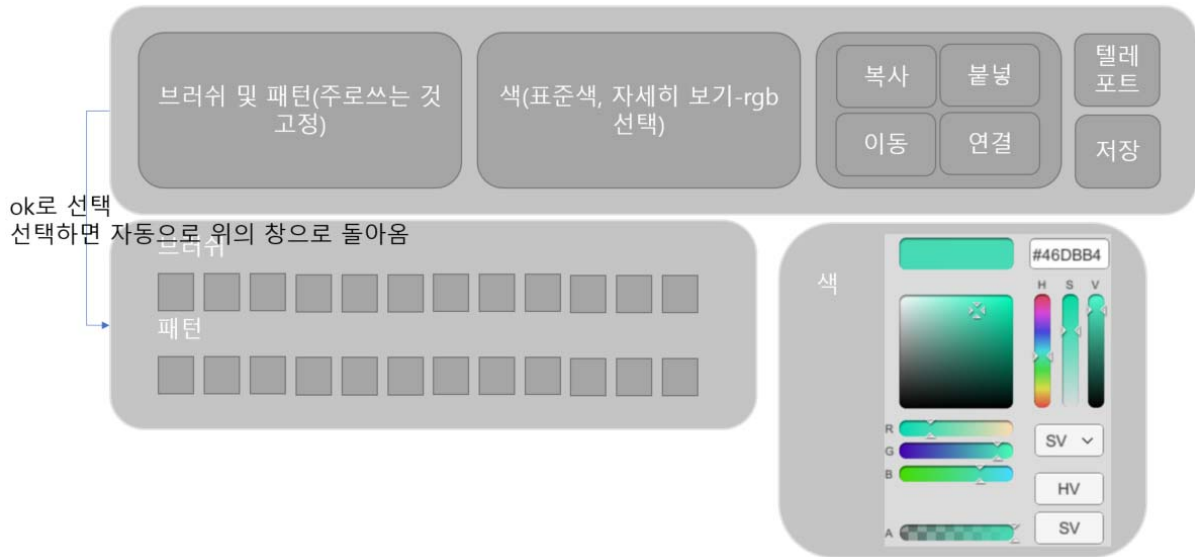 브러쉬 및 패턴(주로쓰는 것
고정)
색(표준색, 자세히 보기-rgb
선택)
복사
붙넣
이동
연결
텔레
포트
저장
ok로 선택
선택하면 자동으로 위의 창으로 돌아옴
브러쉬
패턴
색
#46DBB4
H S V
R
G
B
A
SV
HV
SV